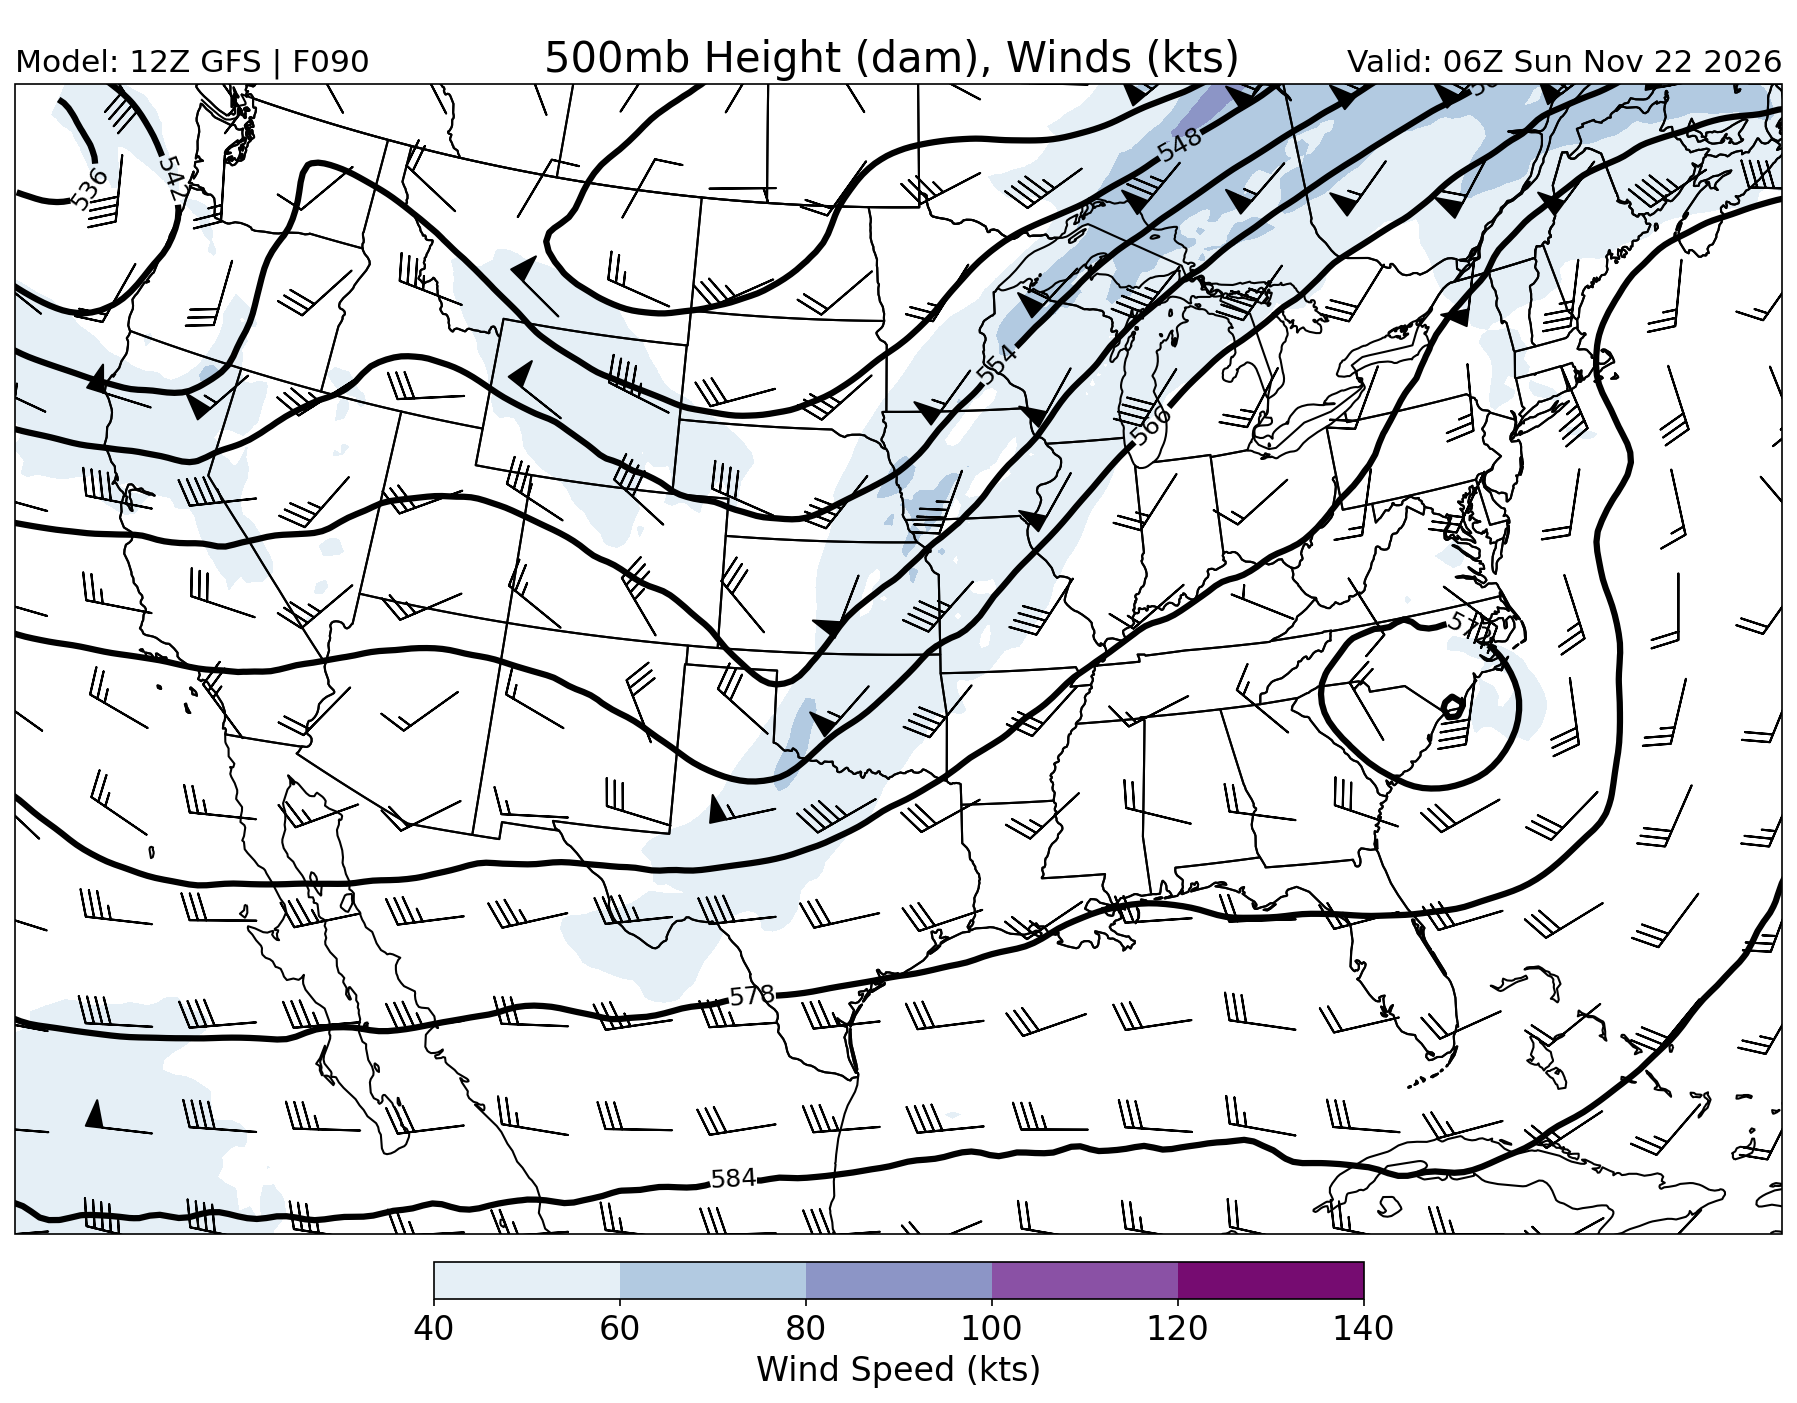 500mb Height (dam), Winds (kts)
Model: 12Z GFS | F090
Valid: 06Z Sun Nov 22 2026
548
536
542
554
566
578
584
40 60 80 100 120 140
Wind Speed (kts)